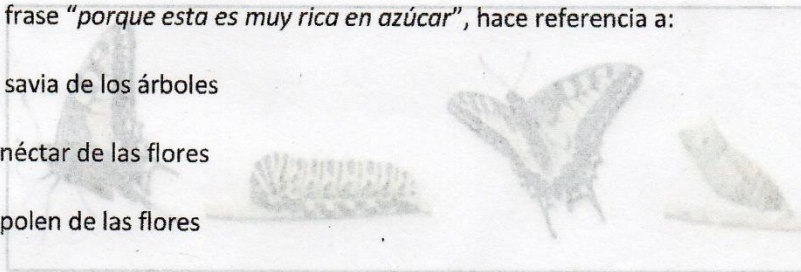 frase “porque esta es muy rica en azúcar”, hace referencia a:
savia de los árboles
néctar de las flores
polen de las flores